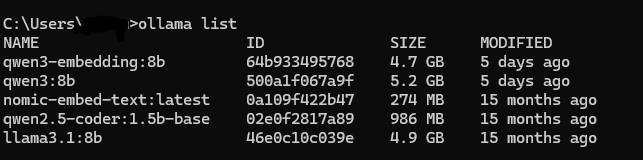 C:\Users\ >ollama list
NAME ID SIZE MODIFIED
qwen3-embedding:8b 64b933495768 4.7 GB 5 days ago
qwen3:8b 500a1f067a9f 5.2 GB 5 days ago
nomic-embed-text:latest 0a109f422b47 274 MB 15 months ago
qwen2.5-coder:1.5b-base 02e0f2817a89 986 MB 15 months ago
llama3.1:8b 46e0c10c039e 4.9 GB 15 months ago